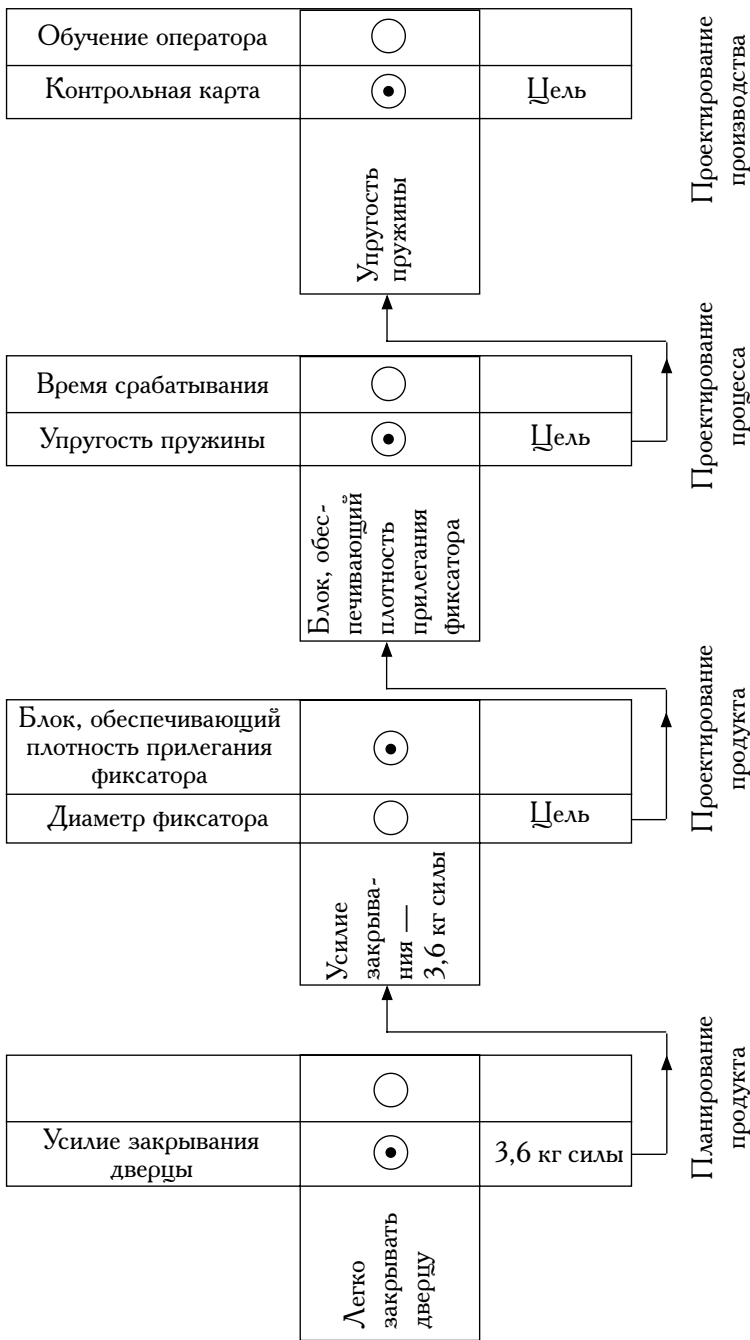 Обучение оператора
Контрольная карта
Цель
Упругость
пружины
Проектирование
производства
Время срабатывания
Упругость пружины
Цель
Блок, обес-
печивающий
плотность
прилегания
фиксатора
Проектирование
процесса
Блок, обеспечивающий
плотность прилегания
фиксатора
Диаметр фиксатора
Цель
Усилие
закрыва-
ния —
3,6 кг силы
Проектирование
продукта
Усилие закрывания
дверцы
3,6 кг силы
Легко
закрывать
дверцу
Планирование
продукта